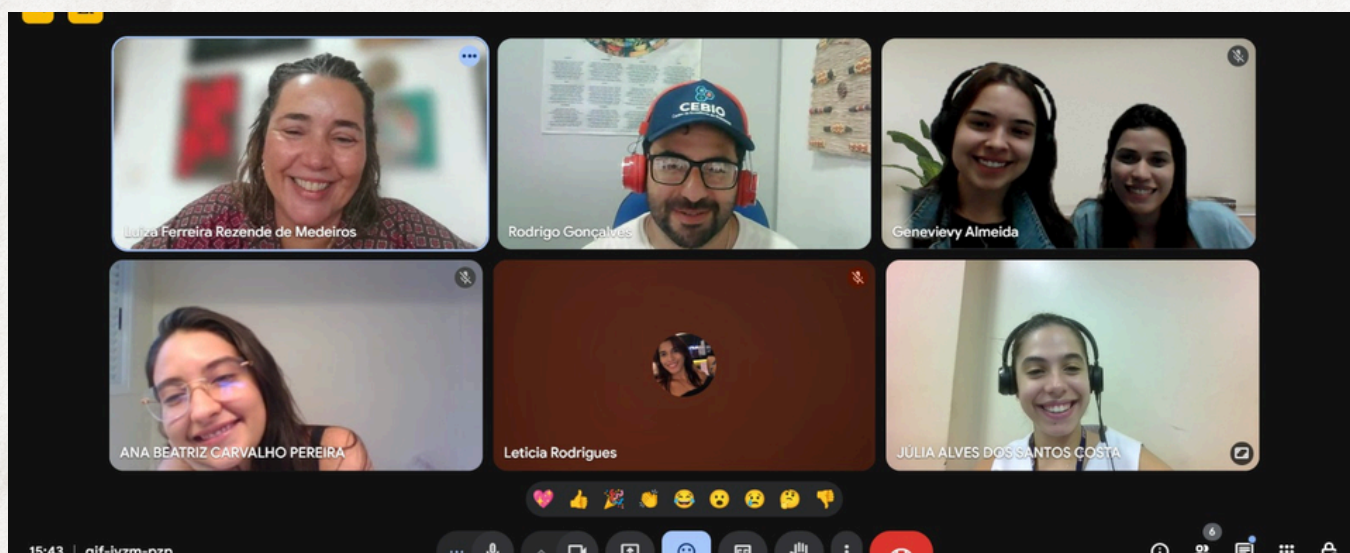 CEBIO
Luiza Ferreira Rezende de Medeiros
Rodrigo Gonçalves
Genevievy Almeida
ANA BEATRIZ CARVALHO PEREIRA
Leticia Rodrigues
JÚLIA ALVES DOS SANTOS COSTA
6
15:43